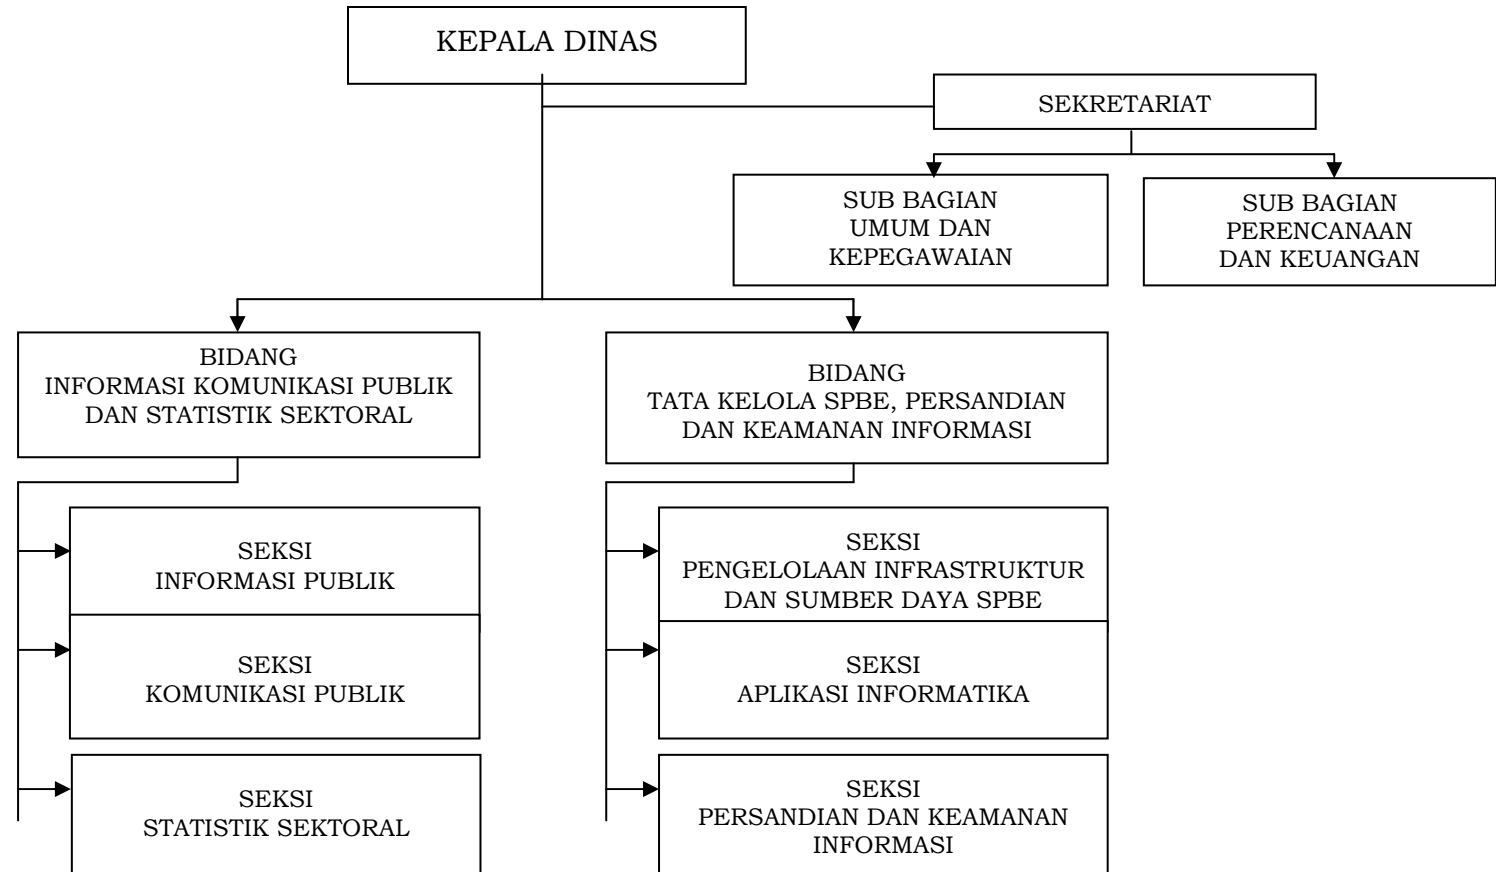 KEPALA DINAS
SEKRETARIAT
SUB BAGIAN
UMUM DAN
KEPEGAWAIAN
SUB BAGIAN
PERENCANAAN
DAN KEUANGAN
BIDANG
INFORMASI KOMUNIKASI PUBLIK
DAN STATISTIK SEKTORAL
BIDANG
TATA KELOLA SPBE, PERSANDIAN
DAN KEAMANAN INFORMASI
SEKSI
INFORMASI PUBLIK
SEKSI
KOMUNIKASI PUBLIK
SEKSI
STATISTIK SEKTORAL
SEKSI
PENGELOLAAN INFRASTRUKTUR
DAN SUMBER DAYA SPBE
SEKSI
APLIKASI INFORMATIKA
SEKSI
PERSANDIAN DAN KEAMANAN
INFORMASI